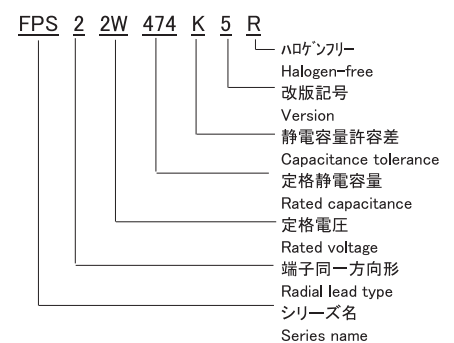 FPS 2 2W 474 K 5 R
ﾊﾛｹﾞﾝﾌﾘｰ
Halogen-free
改版記号
Version
静電容量許容差
Capacitance tolerance
定格静電容量
Rated capacitance
定格電圧
Rated voltage
端子同一方向形
Radial lead type
シリーズ名
Series name